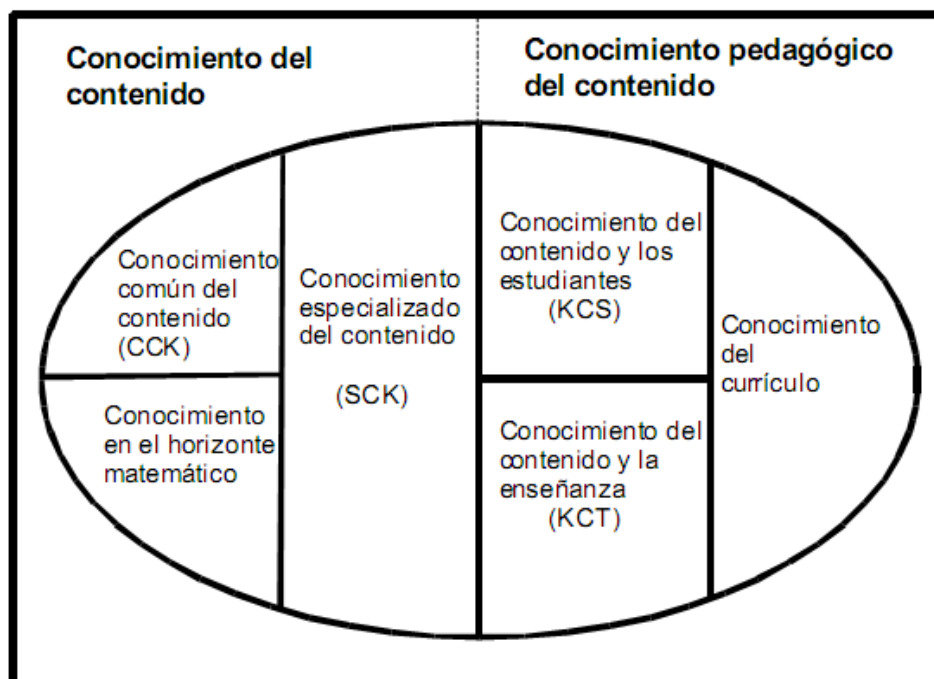 Conocimiento del
contenido
Conocimiento pedagógico
del contenido
Conocimiento
común del
contenido
(CCK)
Conocimiento
en el horizonte
matemático
Conocimiento
especializado
del contenido
(SCK)
Conocimiento del
contenido y los
estudiantes
(KCS)
Conocimiento del
contenido y la
enseñanza
(KCT)
Conocimiento
del
currículo